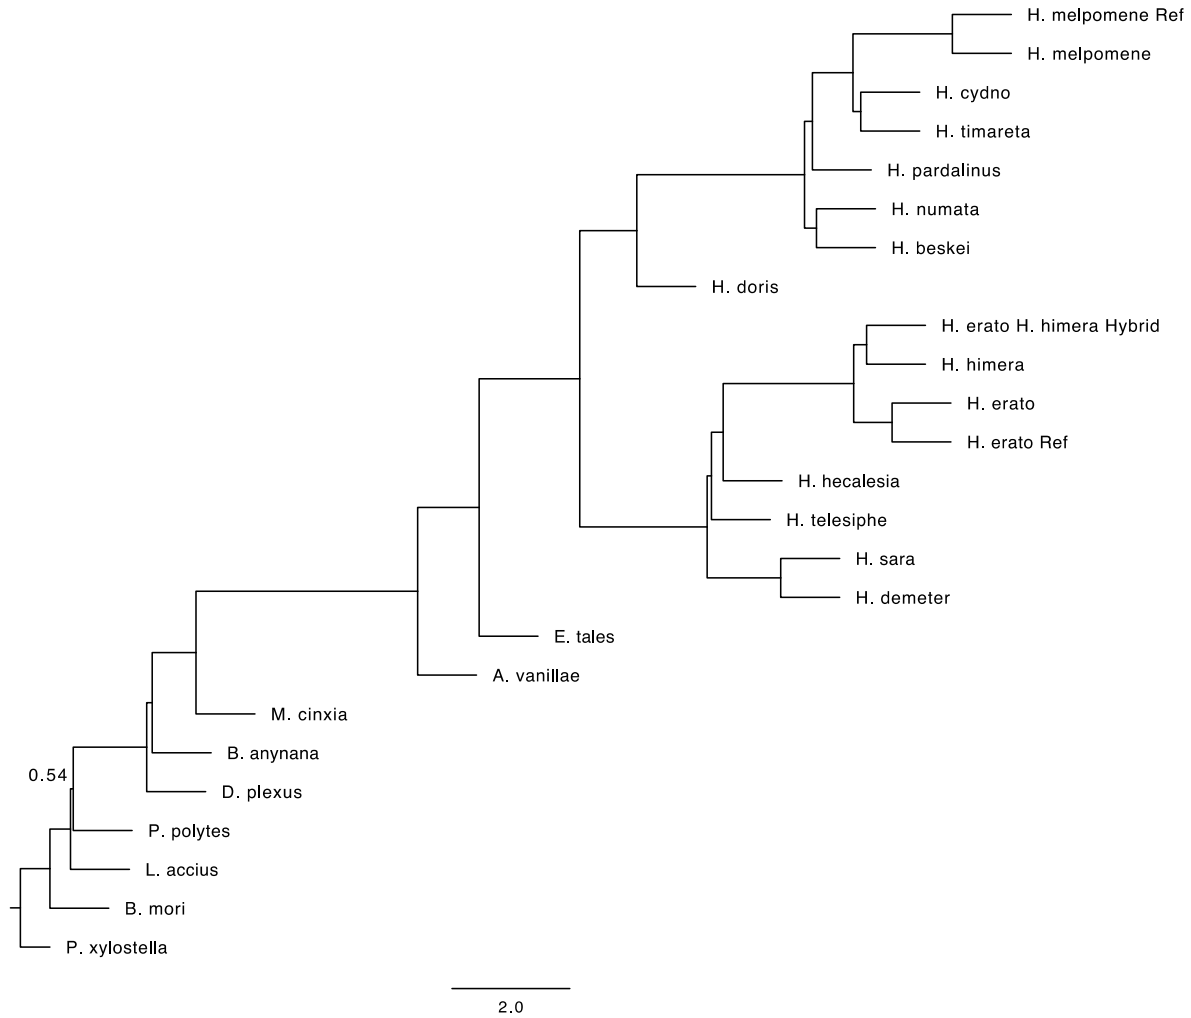 H. melpomene Ref
H. melpomene
H. cydno
H. timareta
H. pardalinus
H. numata
H. beskei
H. doris
H. erato H. himera Hybrid
H. himera
H. erato
H. erato Ref
H. hecalesia
H. telesiphe
H. sara
H. demeter
E. tales
A. vanillae
M. cinxia
B. anynana
0.54
D. plexus
P. polytes
L. accius
B. mori
P. xylostella
2.0